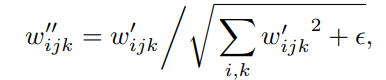 w''_{ijk} = w'_{ijk} / \sqrt{\sum_{i,k} {w'_{ijk}}^2 + \epsilon},